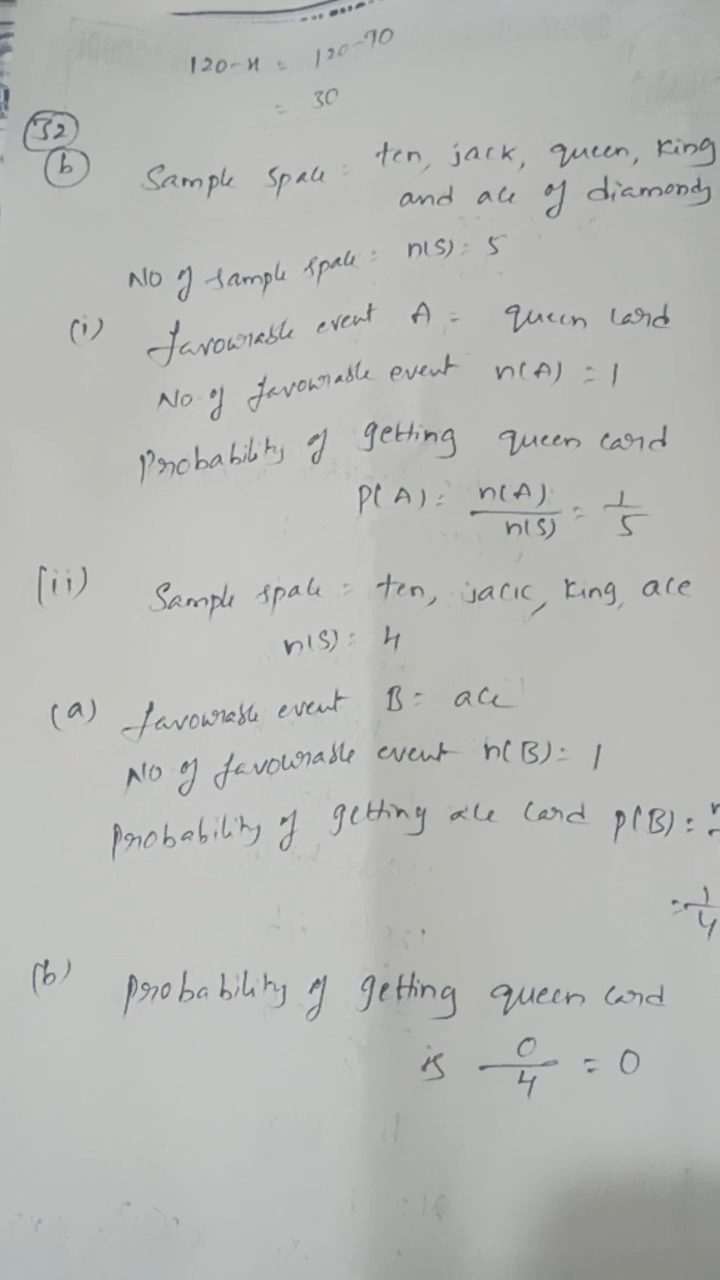 120-x = 120-90
= 30
32
b Sample space = ten, jack, queen, king
and ace of diamonds
No of sample space = n(S) = 5
(i) favourable event A = queen card
No of favourable event n(A) = 1
Probability of getting queen card
P(A) = n(A)/n(S) = 1/5
(ii) Sample space = ten, jack, king, ace
n(S) = 4
(a) favourable event B = ace
No of favourable event n(B) = 1
Probability of getting ace card P(B) =
= 1/4
(b) Probability of getting queen card
is 0/4 = 0